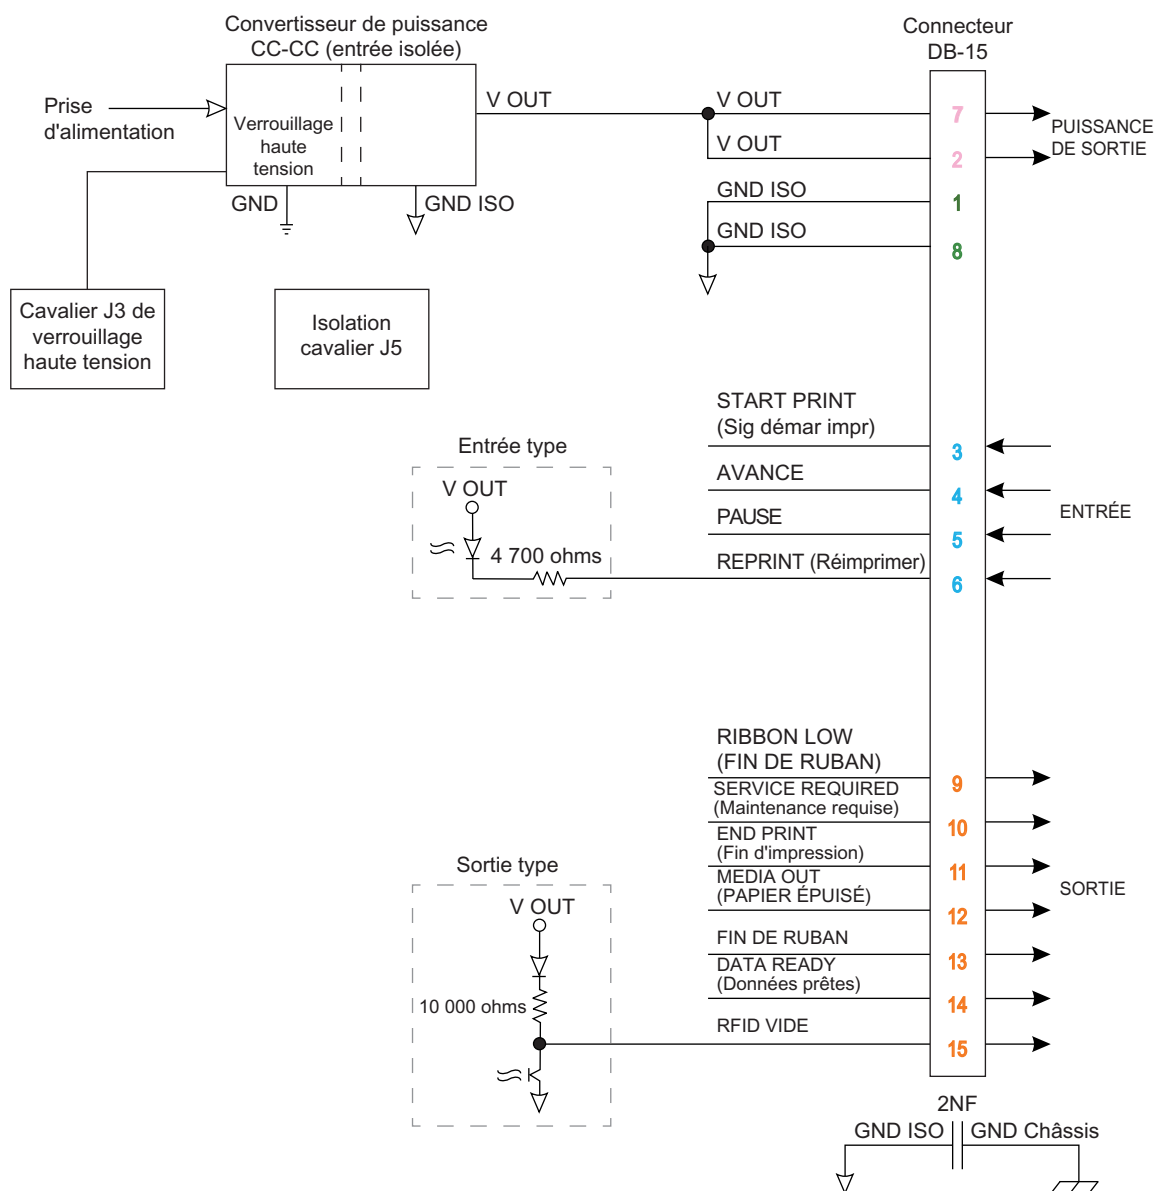 Convertisseur de puissance
CC-CC (entrée isolée)
Connecteur
DB-15
Prise
d'alimentation
Verrouillage
haute
tension
V OUT
V OUT
7
PUISSANCE
DE SORTIE
V OUT
2
GND
GND ISO
GND ISO
1
GND ISO
8
Cavalier J3 de
verrouillage
haute tension
Isolation
cavalier J5
START PRINT
(Sig démar impr)
3
Entrée type
AVANCE
4
V OUT
ENTRÉE
PAUSE
5
4 700 ohms
REPRINT (Réimprimer)
6
RIBBON LOW
(FIN DE RUBAN)
9
SERVICE REQUIRED
(Maintenance requise)
10
END PRINT
(Fin d'impression)
11
Sortie type
MEDIA OUT
(PAPIER ÉPUISÉ)
12
SORTIE
V OUT
FIN DE RUBAN
13
DATA READY
(Données prêtes)
14
10 000 ohms
RFID VIDE
15
2NF
GND ISO
GND Châssis